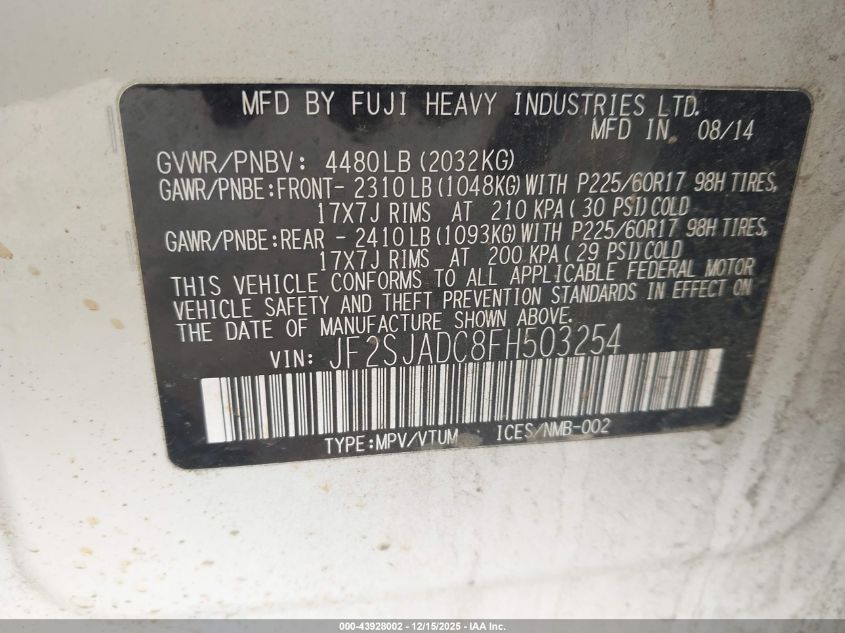 MFD BY FUJI HEAVY INDUSTRIES LTD.
MFD IN 08/14
GVWR/PNBV: 4480LB (2032KG)
GAWR/PNBE:FRONT- 2310LB (1048KG) WITH P225/60R17 98H TIRES,
17X7J RIMS AT 210 KPA ( 30 PSI) COLD
GAWR/PNBE:REAR - 2410LB (1093KG) WITH P225/60R17 98H TIRES,
17X7J RIMS AT 200 KPA ( 29 PSI) COLD
THIS VEHICLE CONFORMS TO ALL APPLICABLE FEDERAL MOTOR
VEHICLE SAFETY AND THEFT PREVENTION STANDARDS IN EFFECT ON
THE DATE OF MANUFACTURE SHOWN ABOVE.
VIN: JF2SJADC8FH503254
TYPE:MPV/VTUM ICES/NMB-002
000-43928002 - 12/15/2025 - IAA Inc.